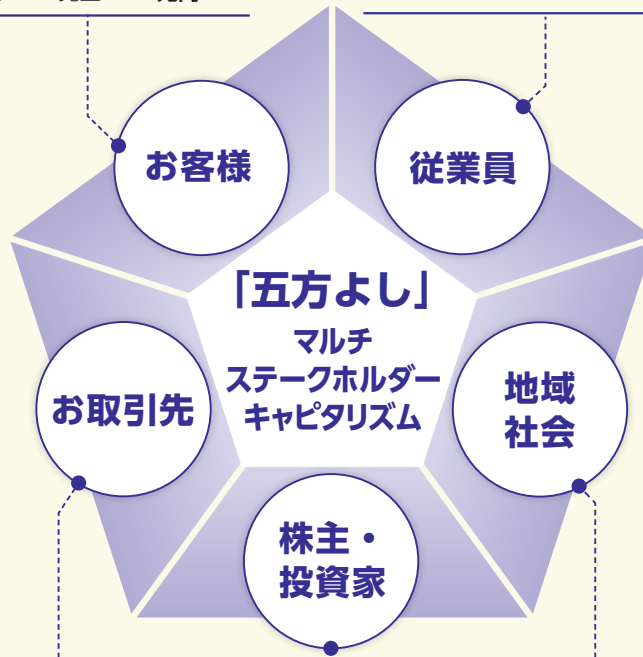 お客様
従業員
「五方よし」
マルチ
ステークホルダー
キャピタリズム
お取引先
地域
社会
株主・
投資家